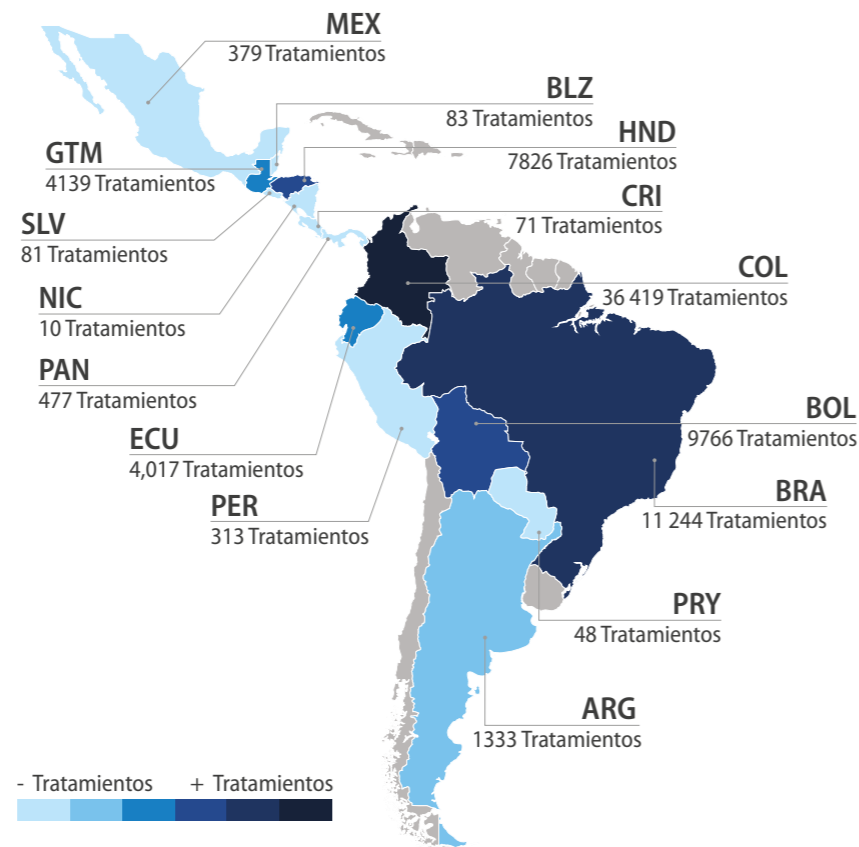 MEX
379 Tratamientos
BLZ
83 Tratamientos
HND
7826 Tratamientos
GTM
4139 Tratamientos
CRI
71 Tratamientos
SLV
81 Tratamientos
COL
36 419 Tratamientos
NIC
10 Tratamientos
PAN
477 Tratamientos
BOL
9766 Tratamientos
ECU
4,017 Tratamientos
BRA
11 244 Tratamientos
PER
313 Tratamientos
PRY
48 Tratamientos
ARG
1333 Tratamientos
- Tratamientos + Tratamientos